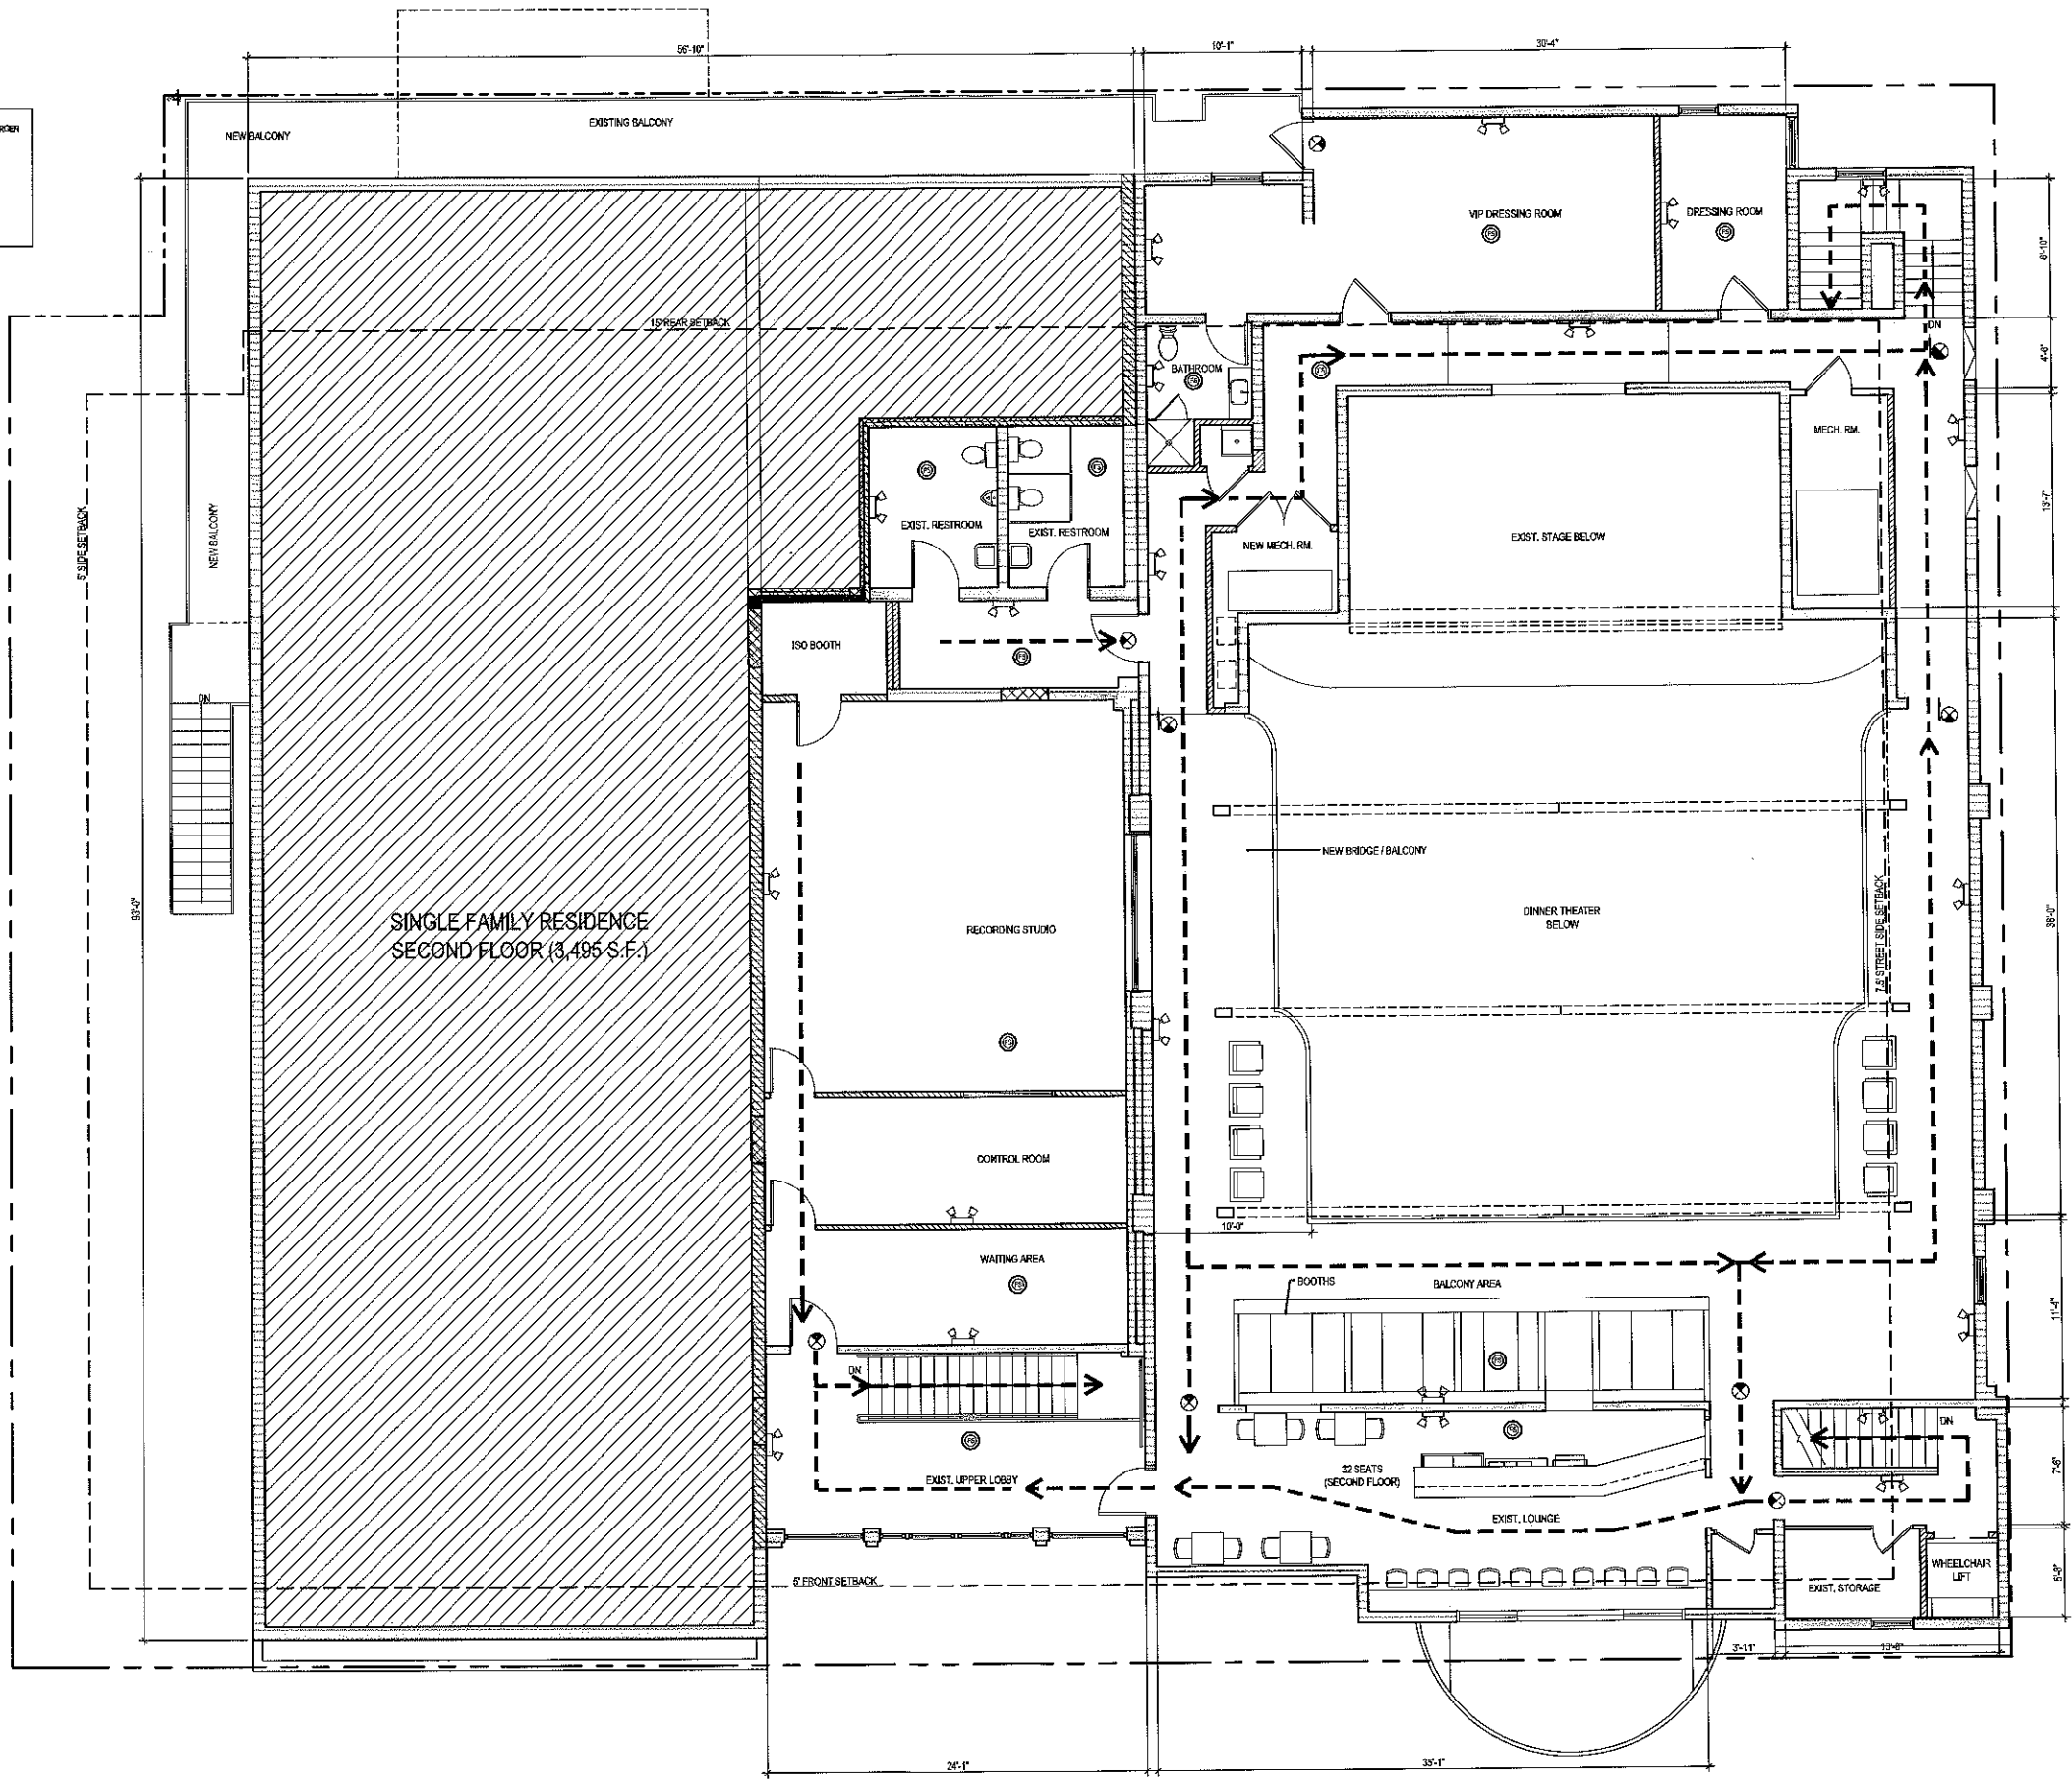 56'-10"
10'-1"
30'-4"
NEW BALCONY
EXISTING BALCONY
VIP DRESSING ROOM
DRESSING ROOM
6'-10"
15' REAR SETBACK
DN
4'-6"
BATHROOM
MECH. RM.
5' SIDE SETBACK
NEW BALCONY
EXIST. RESTROOM
EXIST. RESTROOM
NEW MECH. RM.
EXIST. STAGE BELOW
13'-7"
ISO BOOTH
DN
NEW BRIDGE / BALCONY
93'-0"
SINGLE FAMILY RESIDENCE
SECOND FLOOR (3,495 S.F.)
RECORDING STUDIO
DINNER THEATER
BELOW
7.5' STREET SIDE SETBACK
38'-0"
CONTROL ROOM
10'-0"
WAITING AREA
BOOTHS
BALCONY AREA
11'-4"
DN
DN
EXIST. UPPER LOBBY
32 SEATS
(SECOND FLOOR)
7'-6"
EXIST. LOUNGE
WHEELCHAIR
LIFT
5' FRONT SETBACK
EXIST. STORAGE
3'-11"
24'-1"
35'-1"